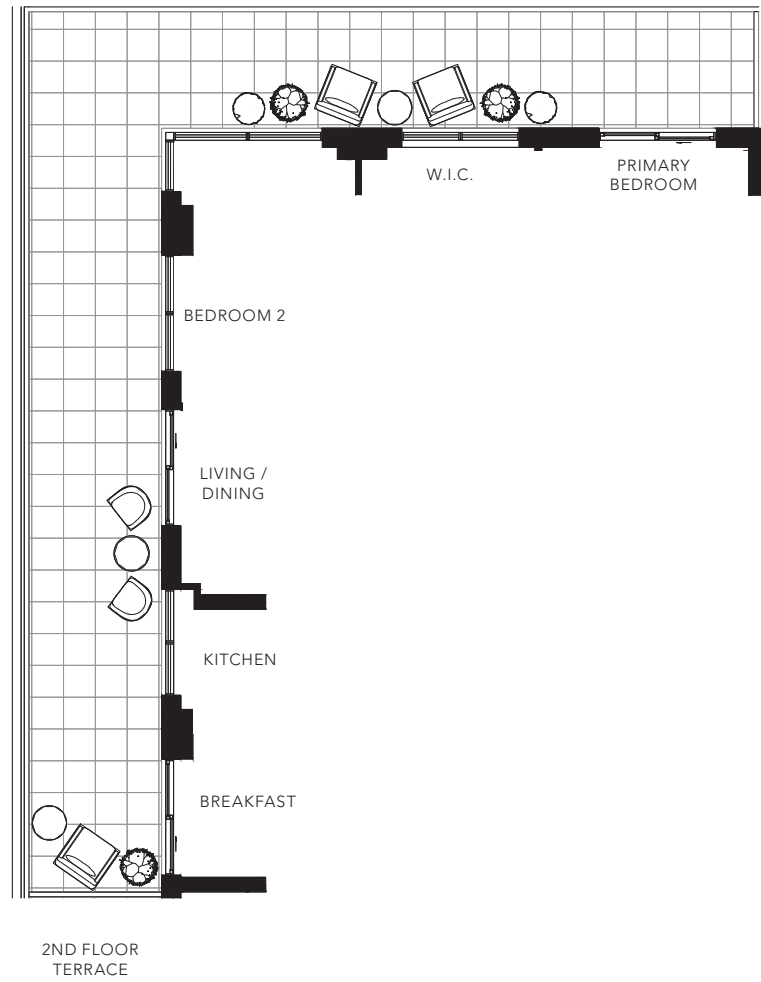 W.I.C.
PRIMARY
BEDROOM
BEDROOM 2
LIVING /
DINING
KITCHEN
BREAKFAST
2ND FLOOR
TERRACE